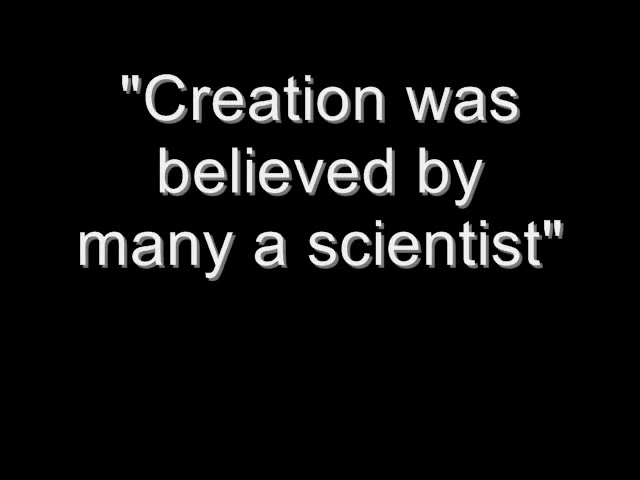 "Creation was
believed by
many a scientist"